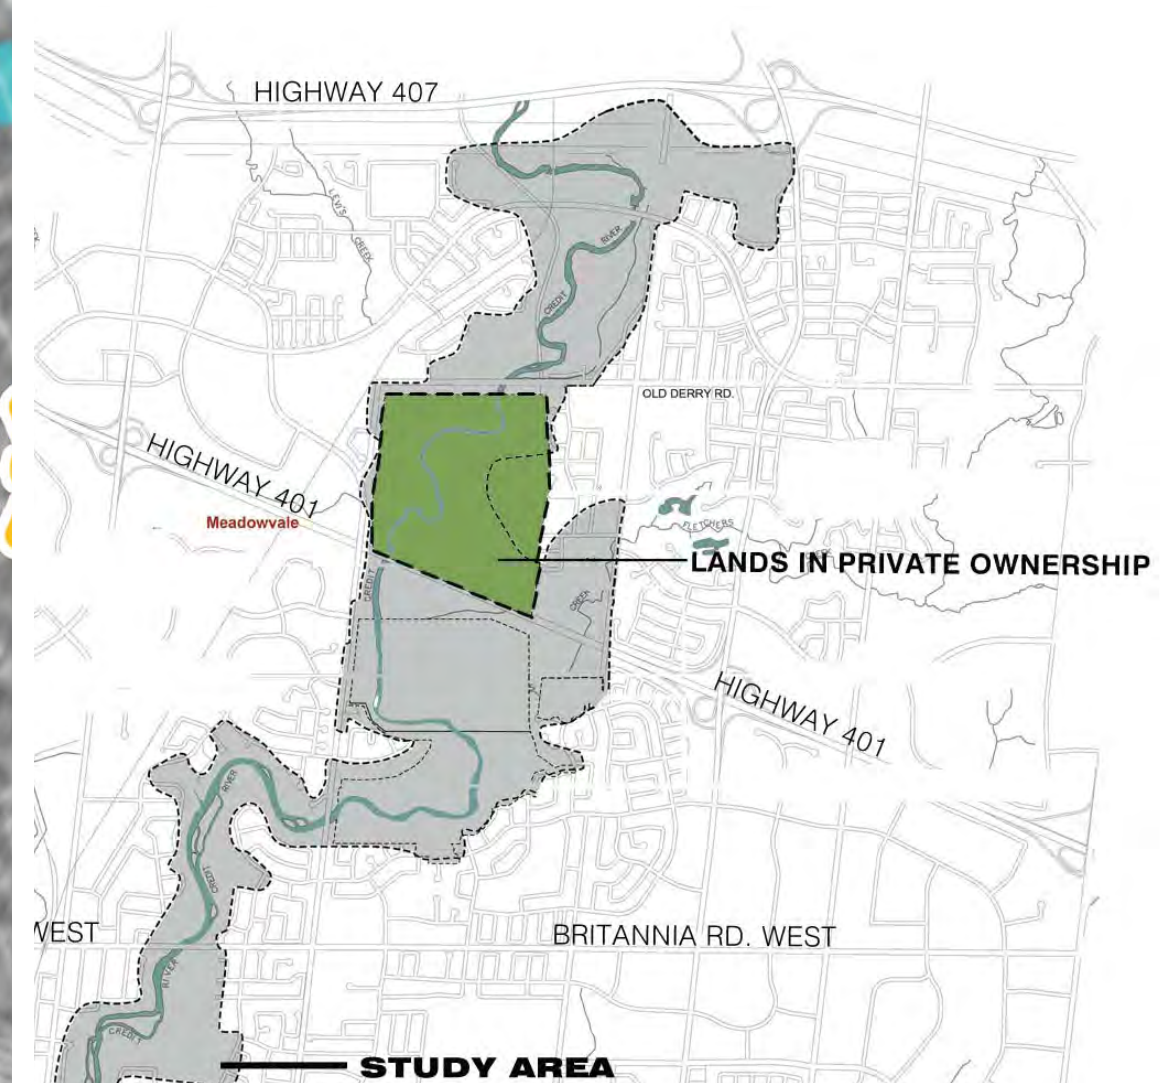 HIGHWAY 407
LEVI'S
CREEK
RIVER
CREDIT
OLD DERRY RD.
HIGHWAY 401
Meadowvale
FLETCHERS
LANDS IN PRIVATE OWNERSHIP
CREDIT
CREEK
HIGHWAY 401
RIVER
CREDIT
WEST
BRITANNIA RD. WEST
RIVER
CREDIT
STUDY AREA